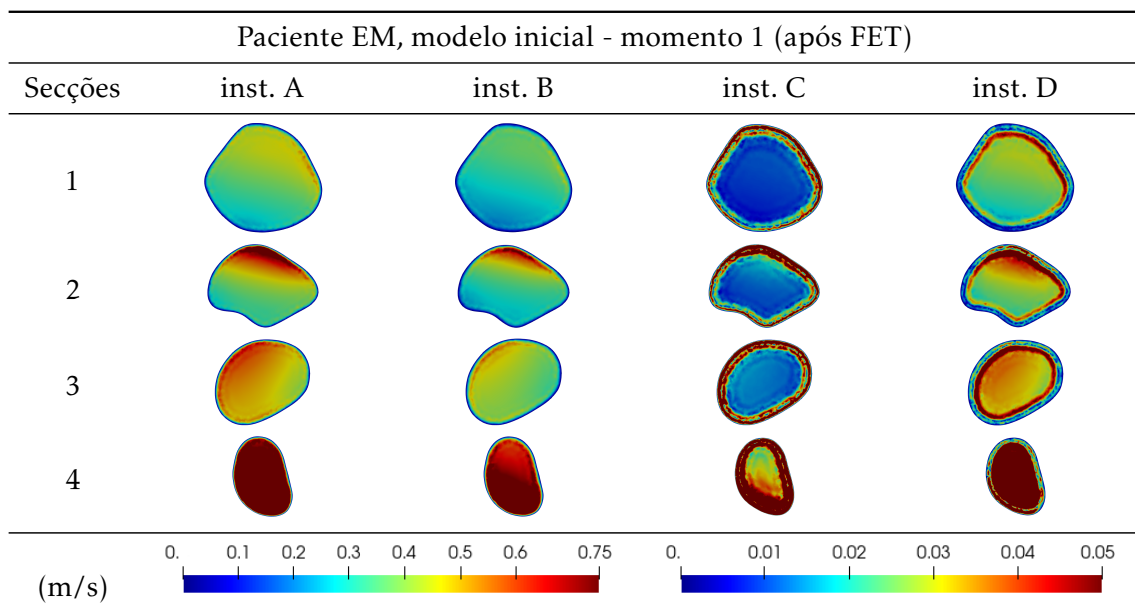 Paciente EM, modelo inicial - momento 1 (após FET)
Secções inst. A inst. B inst. C inst. D
1
2
3
4
0. 0.1 0.2 0.3 0.4 0.5 0.6 0.75 0. 0.01 0.02 0.03 0.04 0.05
(m/s)